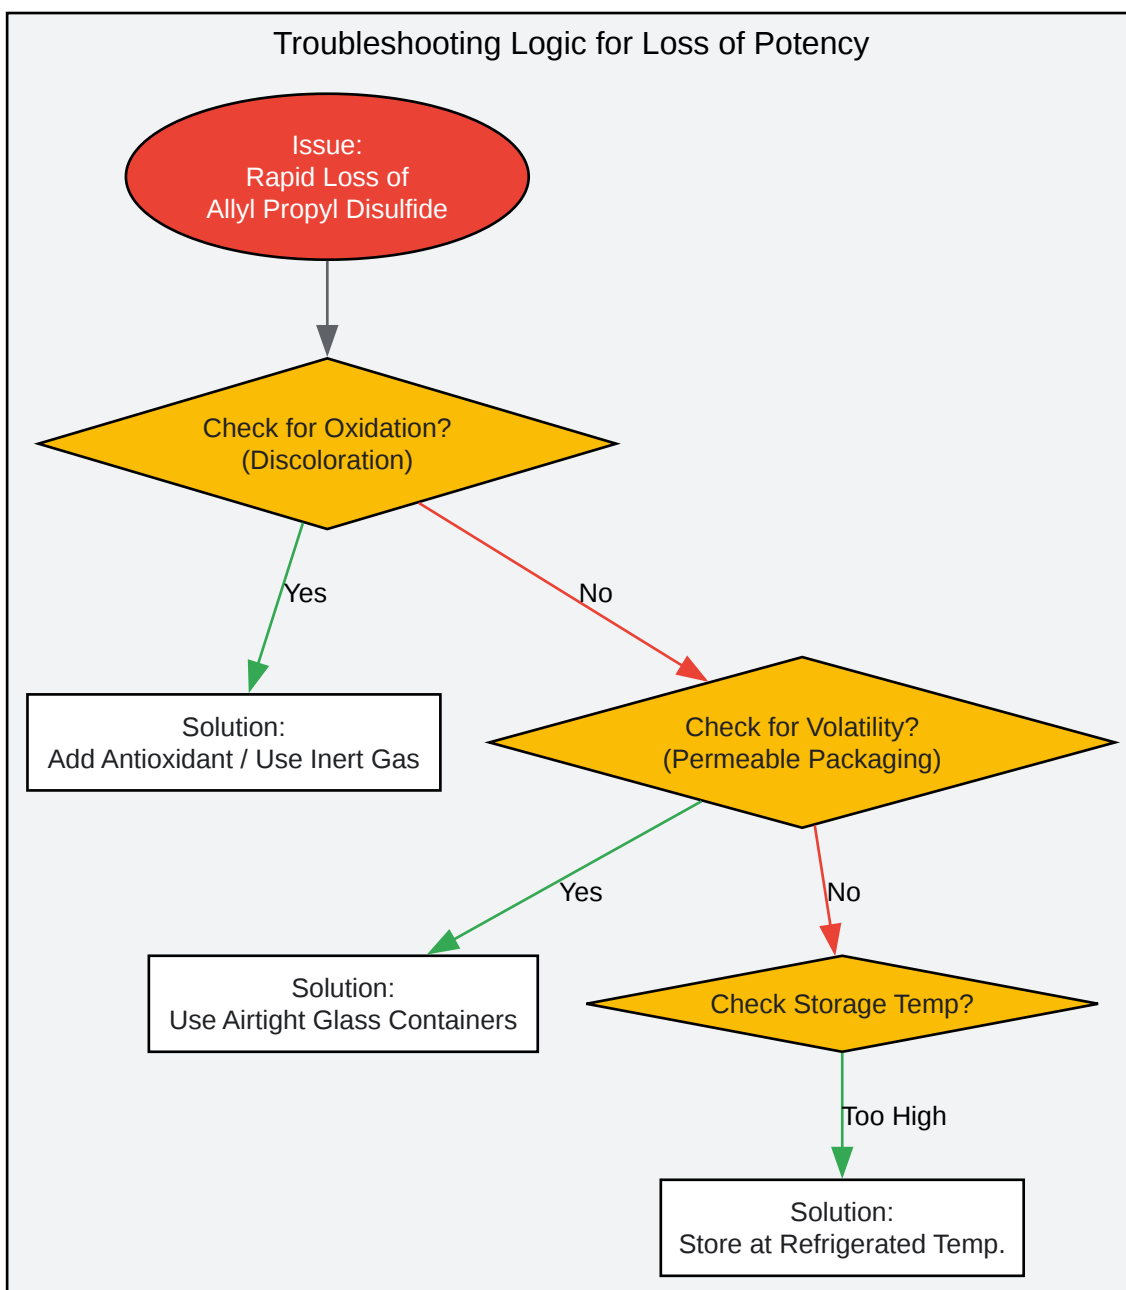 Troubleshooting Logic for Loss of Potency
Issue:
Rapid Loss of
Allyl Propyl Disulfide
Check for Oxidation?
(Discoloration)
Yes
No
Solution:
Add Antioxidant / Use Inert Gas
Check for Volatility?
(Permeable Packaging)
Yes
No
Solution:
Use Airtight Glass Containers
Check Storage Temp?
Too High
Solution:
Store at Refrigerated Temp.